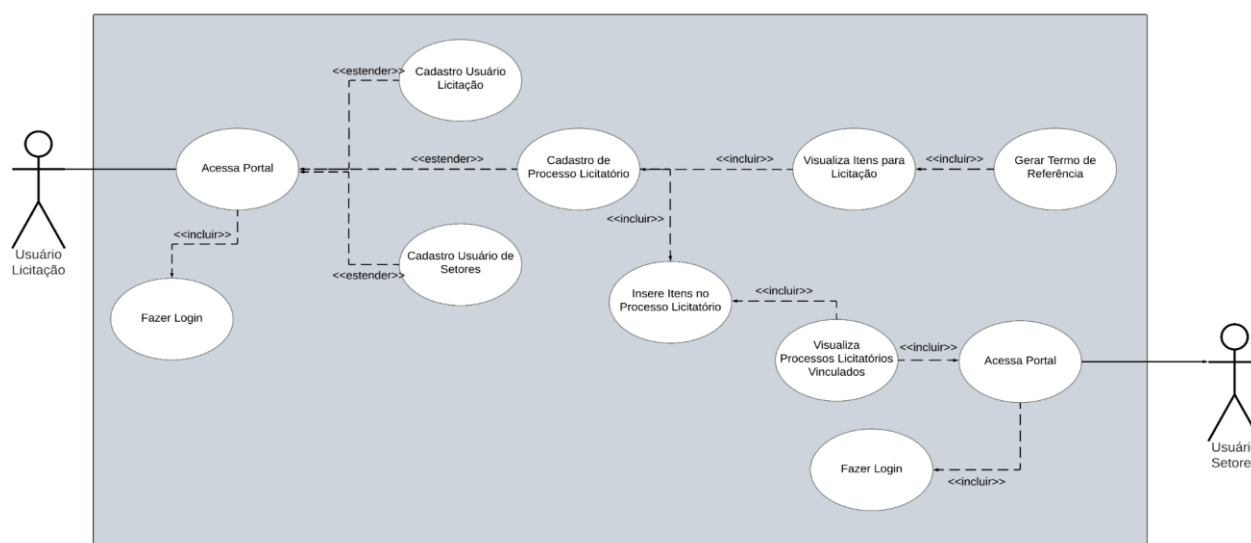 <<estender>>
Cadastro Usuário
Licitação
Acessa Portal
<<estender>>
Cadastro de
Processo Licitatório
<<incluir>>
Visualiza Itens para
Licitação
<<incluir>>
Gerar Termo de
Referência
<<incluir>>
<<incluir>>
Usuário
Licitação
Cadastro Usuário de
Setores
<<estender>>
Fazer Login
Insere Itens no
Processo Licitatório
<<incluir>>
Visualiza
Processos Licitatórios
Vinculados
<<incluir>>
Acessa Portal
Usuári
Setore
Fazer Login
<<incluir>>